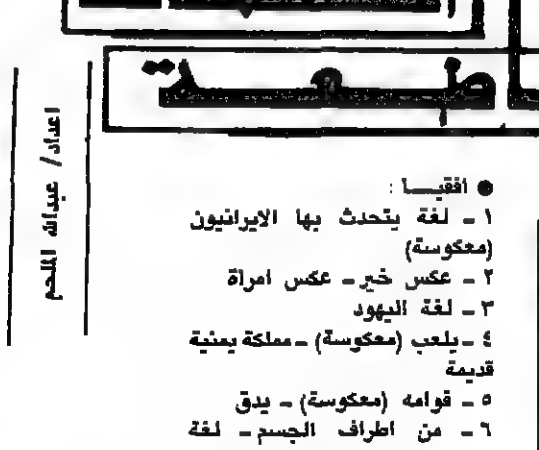 اعداد/ عبدالله الملحم
● افقيــا :
١ ـ لغة يتحدث بها الايرانيون
(معكوسة)
٢ ـ عكس خير ـ عكس امراة
٣ ـ لغة اليهود
٤ ـ يلعب (معكوسة) ـ مملكة يمنية
قديمة
٥ ـ قوامه (معكوسة) ـ يدق
٦ ـ من اطراف الجسم ـ لغة